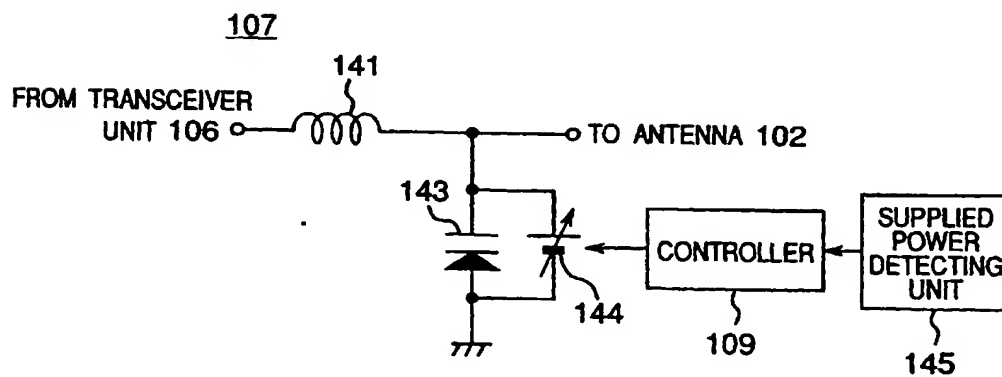 107
141
FROM TRANSCEIVER
UNIT 106
TO ANTENNA 102
143
144
CONTROLLER
109
SUPPLIED
POWER
DETECTING
UNIT
145